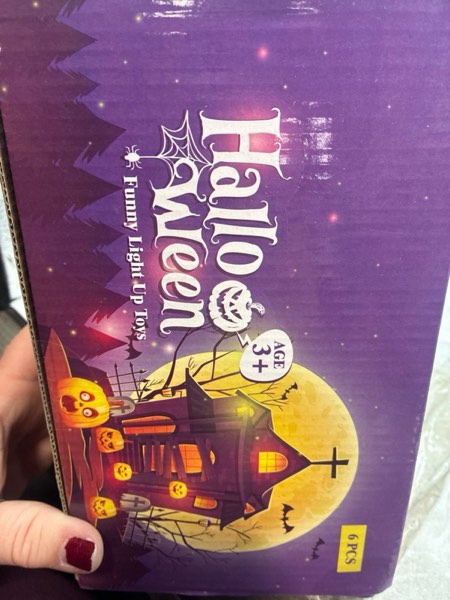 Hallo
Ween
Funny Light Up Toys
AGE
3+
6 PCS